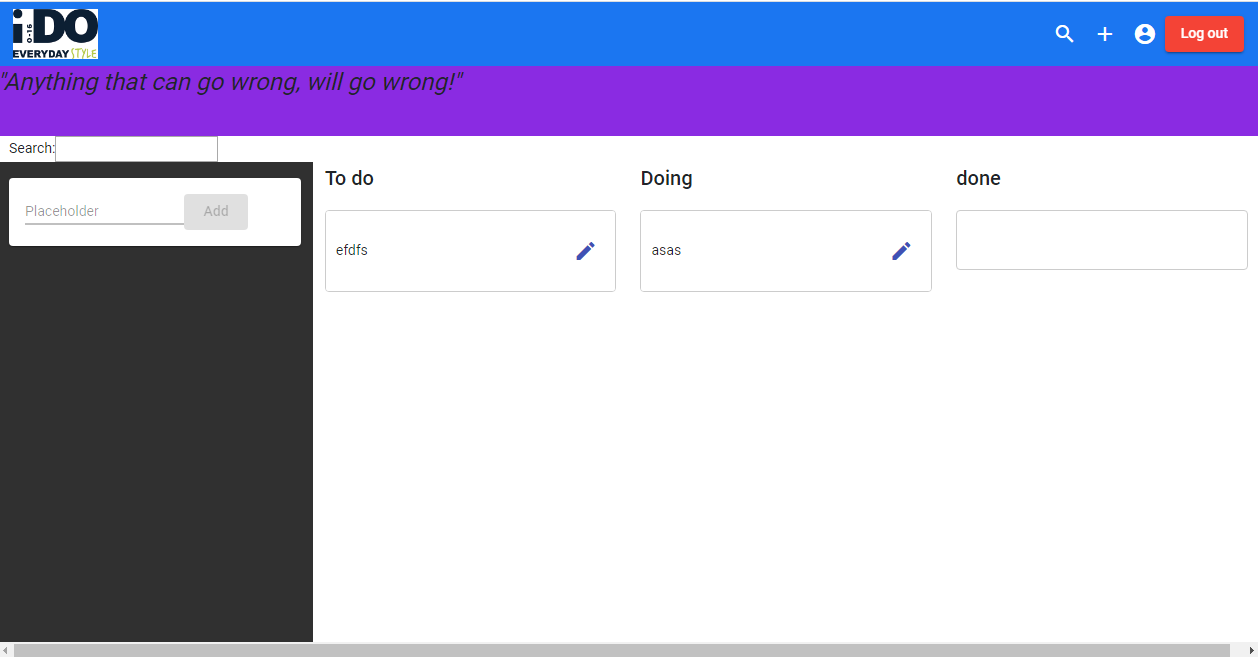 i:DO
0-16
EVERYDAY STYLE
Log out
"Anything that can go wrong, will go wrong!"
Search:
Placeholder
Add
To do
Doing
done
efdfs
asas